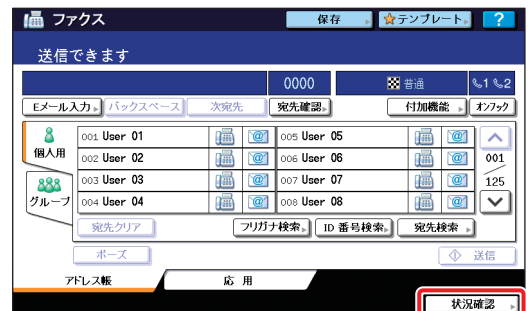 ファクス 保存 テンプレート ?
送信できます
0000 普通 1 2
Eメール入力 バックスペース 次宛先 宛先確認 付加機能 オンフック
個人用 001 User 01 005 User 05
002 User 02 006 User 06 001
グループ 003 User 03 007 User 07 125
004 User 04 008 User 08
宛先クリア フリガナ検索 ID 番号検索 宛先検索
ポーズ 送信
アドレス帳 応用
状況確認